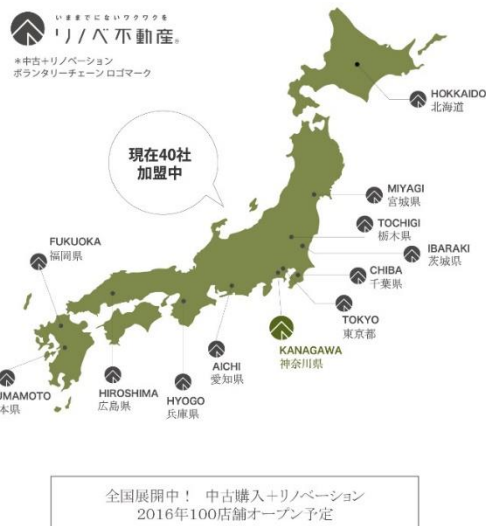 いままでにないワクワクを
リノベ不動産®
*中古+リノベーション
ボランタリーチェーン ロゴマーク
現在40社
加盟中
HOKKAIDO
北海道
MIYAGI
宮城県
TOCHIGI
栃木県
IBARAKI
茨城県
CHIBA
千葉県
TOKYO
東京都
KANAGAWA
神奈川県
FUKUOKA
福岡県
AICHI
愛知県
HYOGO
兵庫県
HIROSHIMA
広島県
UMAMOTO
本県
全国展開中! 中古購入+リノベーション
2016年100店舗オープン予定